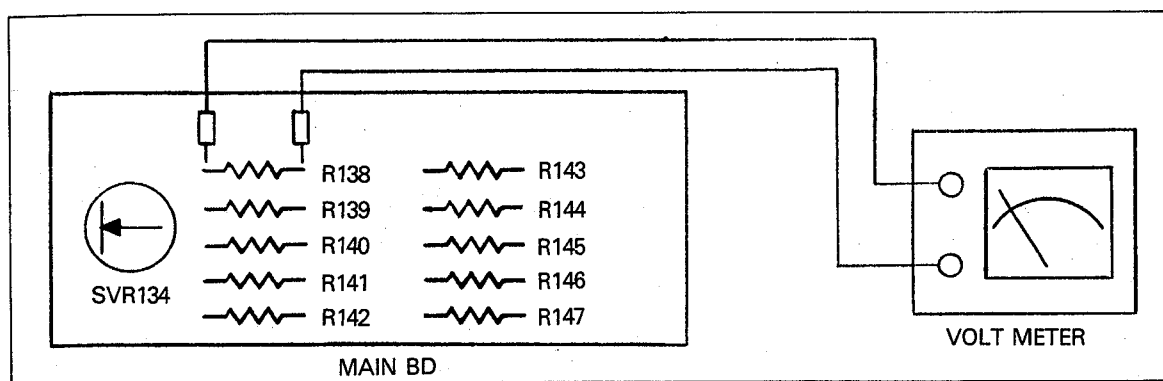 R138 R143
R139 R144
R140 R145
SVR134 R141 R146
R142 R147
VOLT METER
MAIN BD